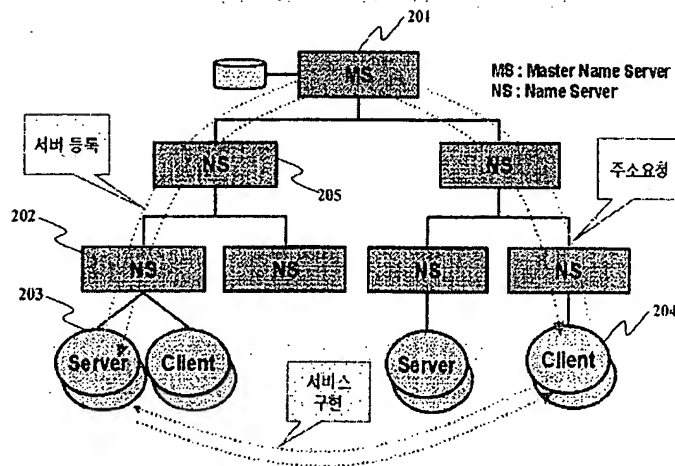 201
MS
MS : Master Name Server
NS : Name Server
서버 등록
NS
205
NS
주소요청
202
NS
NS
NS
NS
203
204
Server
Client
Server
Client
서비스
구현